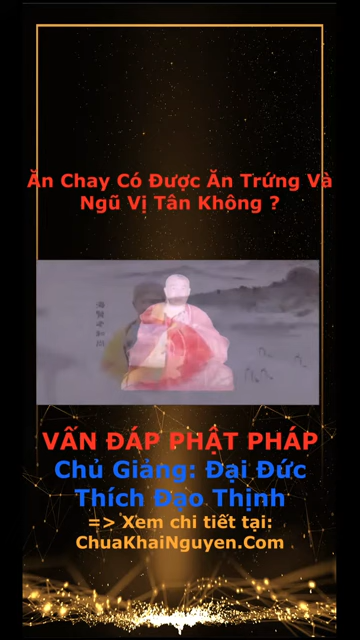 Ăn Chay Có Được Ăn Trứng Và
Ngũ Vị Tân Không ?
VẤN ĐÁP PHẬT PHÁP
Chủ Giảng: Đại Đức
Thích Đạo Thịnh
=> Xem chi tiết tại:
ChuaKhaiNguyen.Com